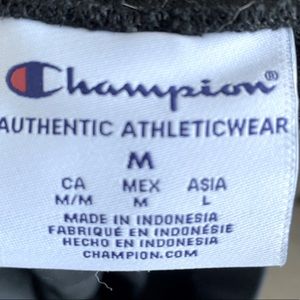 Champion®
AUTHENTIC ATHLETICWEAR
M
CA MEX ASIA
M/M M L
MADE IN INDONESIA
FABRIQUÉ EN INDONÉSIE
HECHO EN INDONESIA
CHAMPION.COM